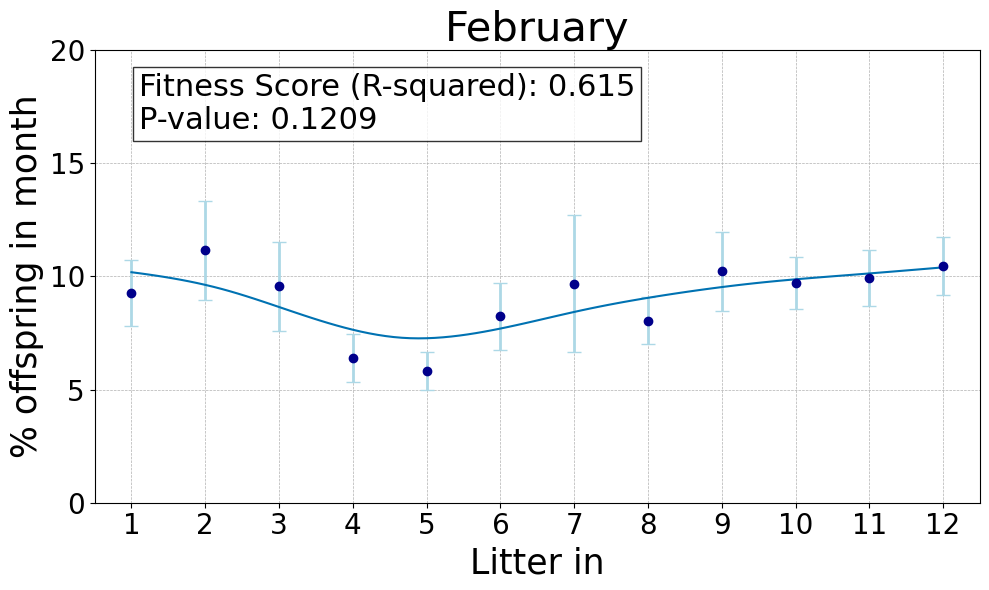 February
Fitness Score (R-squared): 0.615
P-value: 0.1209
% offspring in month
20
15
10
5
0
1 2 3 4 5 6 7 8 9 10 11 12
Litter in